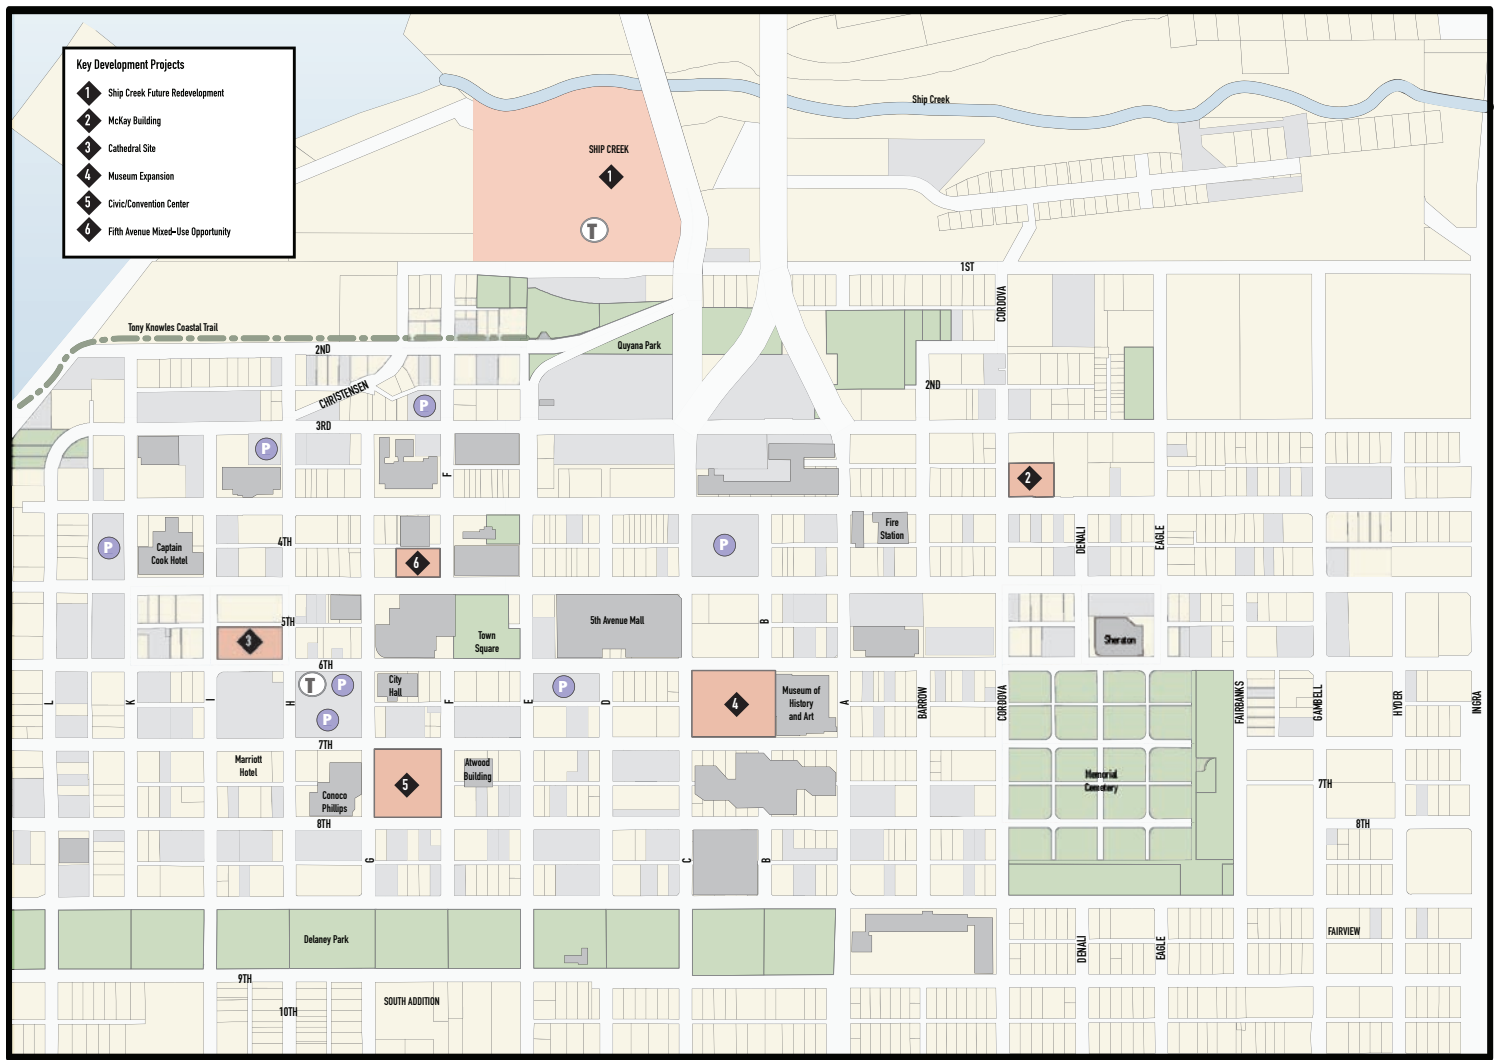 Key Development Projects
1 Ship Creek Future Redevelopment
2 McKay Building
3 Cathedral Site
4 Museum Expansion
5 Civic/Convention Center
6 Fifth Avenue Mixed-Use Opportunity
Ship Creek
SHIP CREEK
1
T
1ST
CORDOVA
Tony Knowles Coastal Trail
2ND
Quyana Park
CHRISTENSEN
2ND
P
3RD
P
F
2
P
Captain
Cook Hotel
4TH
6
P
Fire
Station
DENALI
EAGLE
3
5TH
Town
Square
5th Avenue Mall
B
Sheraton
6TH
L
K
I
H
T
P
P
City
Hall
F
E
P
D
4
Museum of
History
and Art
A
BARROW
CORDOVA
FAIRBANKS
GAMBELL
HYDER
INGRA
7TH
Marriott
Hotel
Conoco
Phillips
5
Atwood
Building
Memorial
Cemetery
7TH
8TH
8TH
G
C
B
Delaney Park
DENALI
EAGLE
FAIRVIEW
9TH
SOUTH ADDITION
10TH